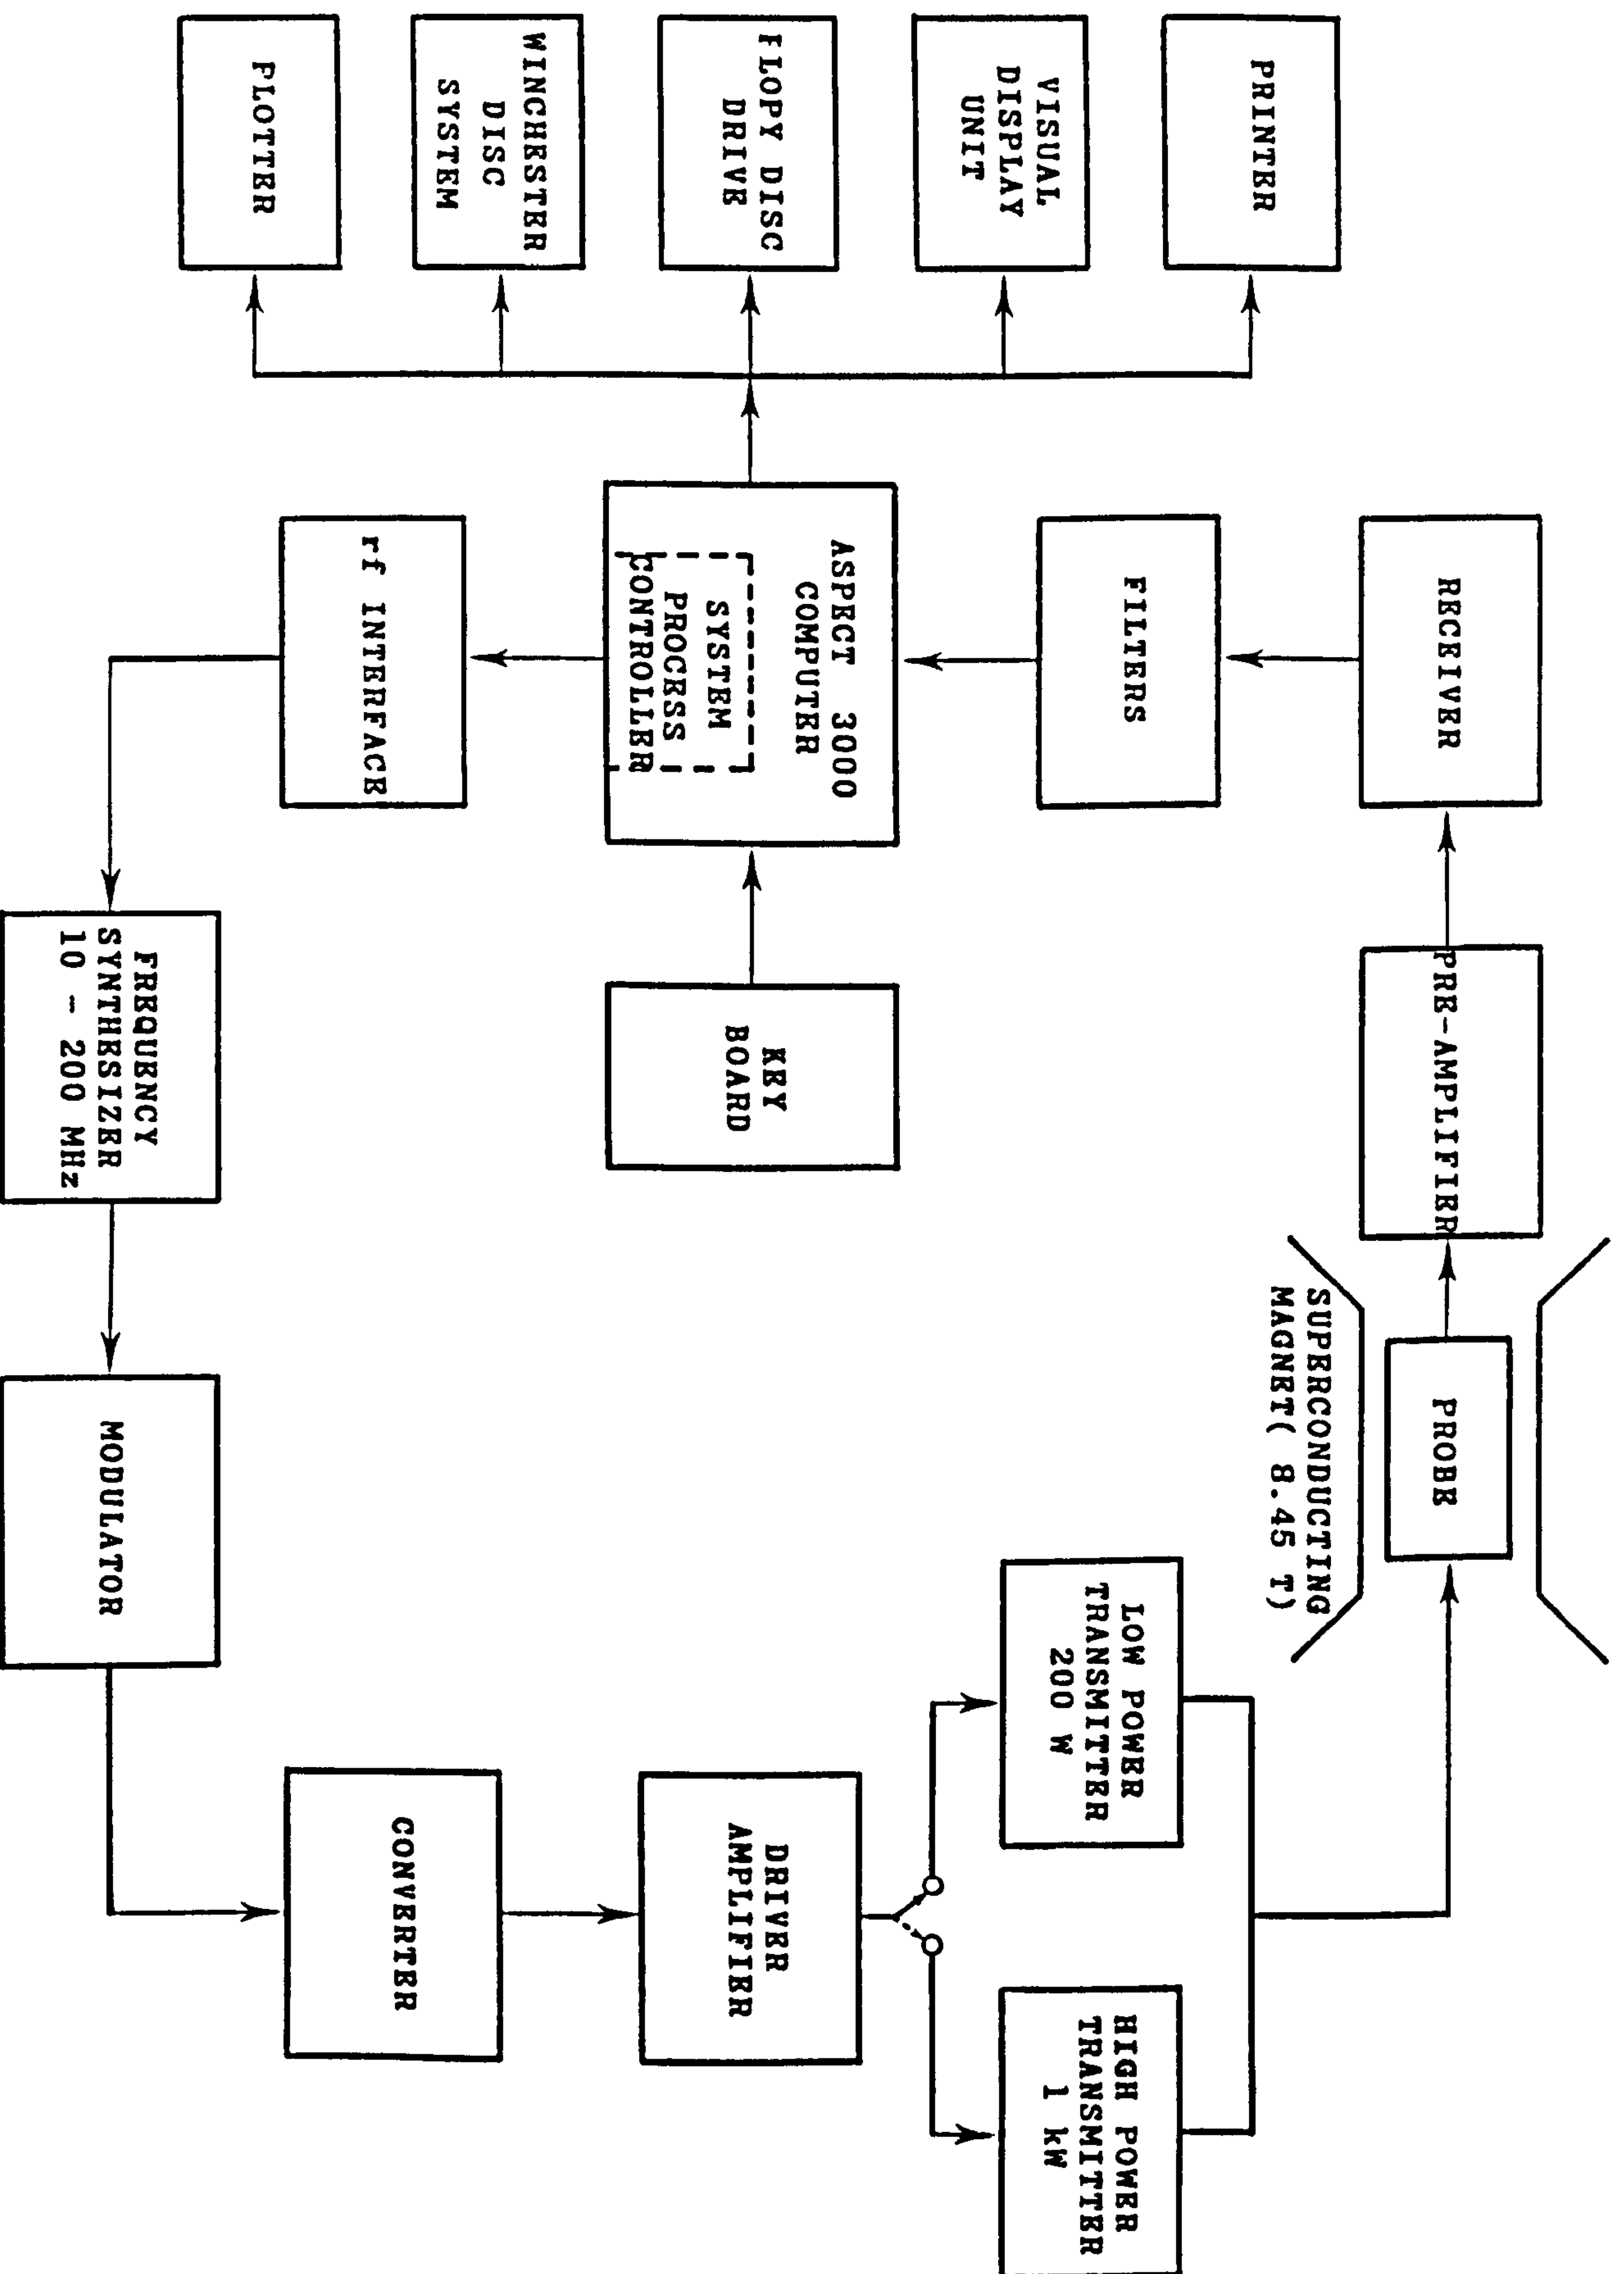 PRINTER
VISUAL
DISPLAY
UNIT
FLOPY DISC
DRIVE
WINCHESTER
DISC
SYSTEM
PLOTTER
RECEIVER
FILTERS
ASPECT 3000
COMPUTER
SYSTEM
PROCESS
CONTROLLER
rf INTERFACE
PRE-AMPLIFIER
KEY
BOARD
FREQUENCY
SYNTHESIZER
10 - 200 MHz
PROBE
SUPERCONDUCTING
MAGNET( 8.45 T)
MODULATOR
LOW POWER
TRANSMITTER
200 W
HIGH POWER
TRANSMITTER
1 kW
DRIVER
AMPLIFIER
CONVERTER